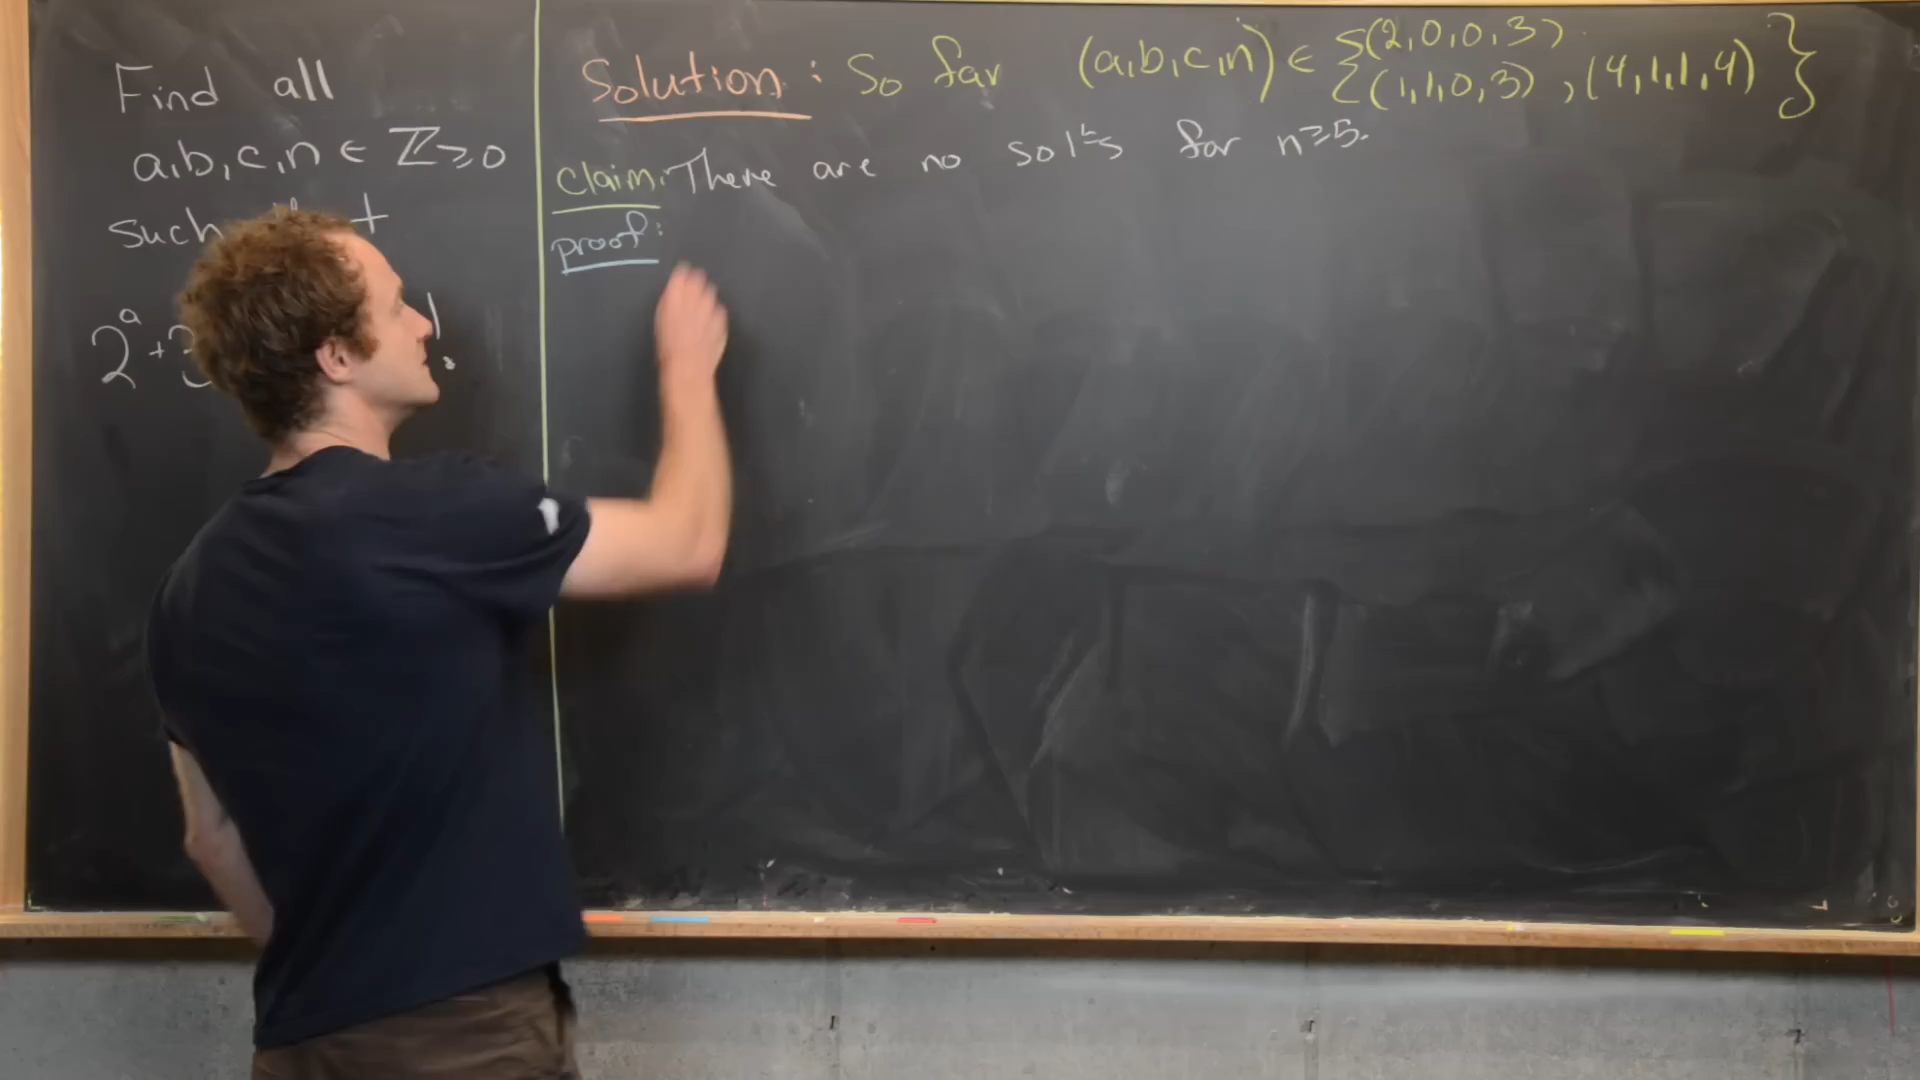 Find all
a,b,c,n ∈ ℤ≥0
such
2^a + 3 !
Solution: So far (a,b,c,n) ∈ {(2,0,0,3),
(1,1,0,3), (4,1,1,4)}
Claim: There are no sol^ns for n≥5.
proof: